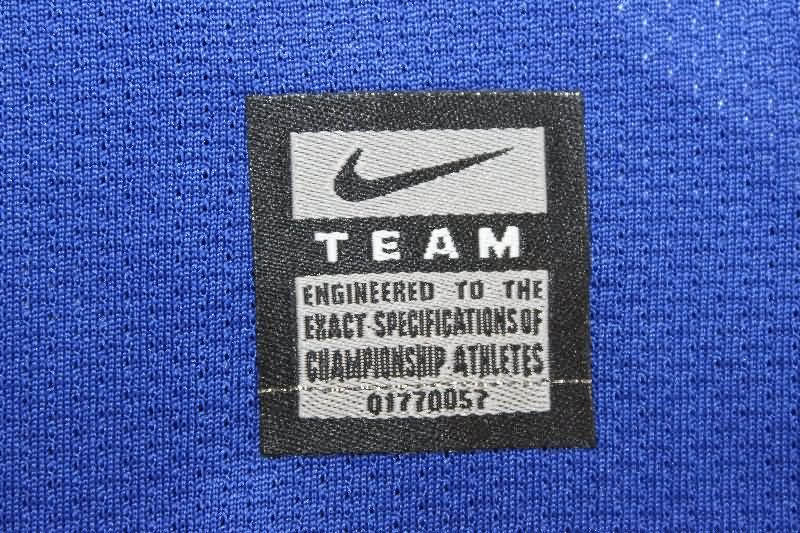 TEAM
ENGINEERED TO THE
EXACT SPECIFICATIONS OF
CHAMPIONSHIP ATHLETES
01770057